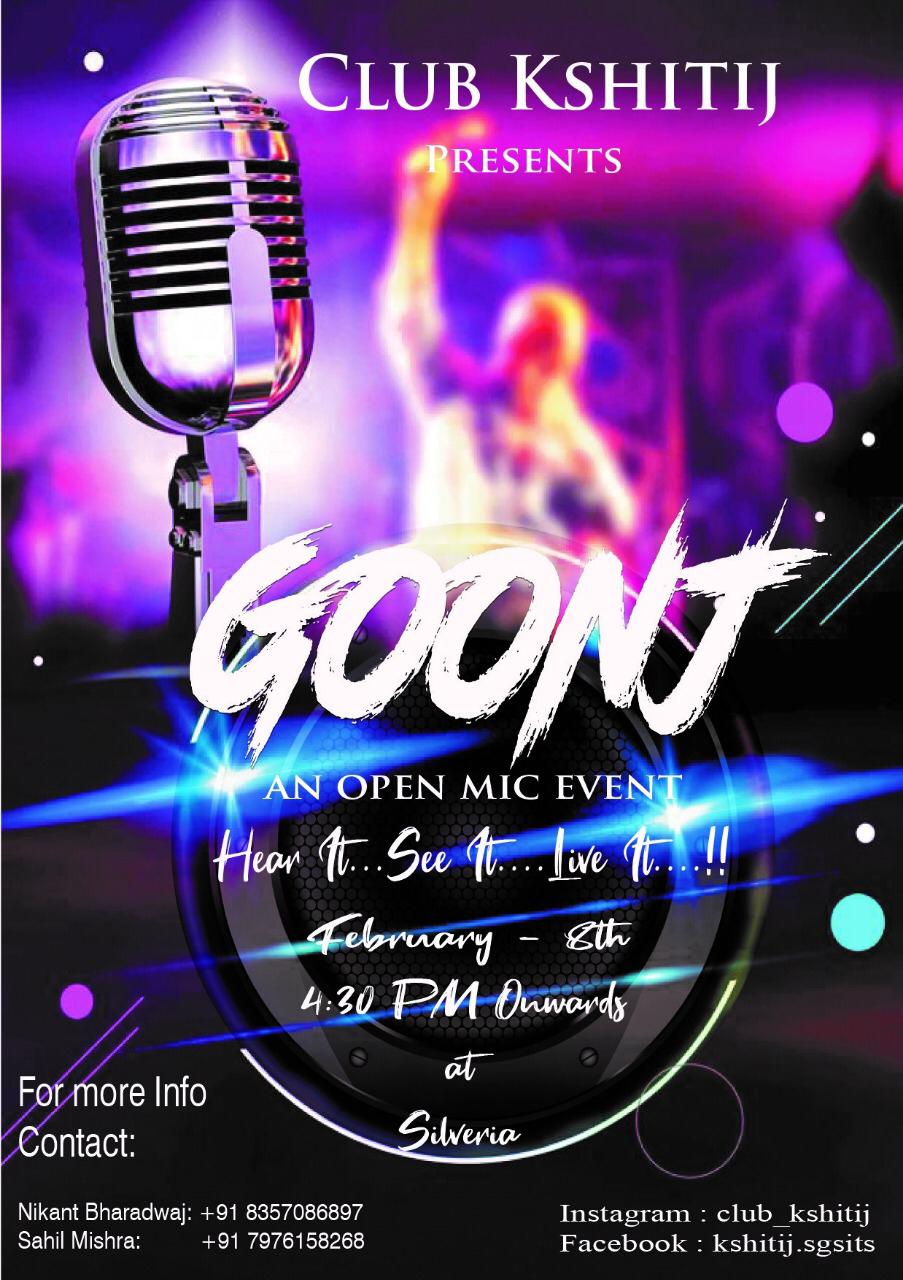 Club Kshitij
Presents
GOONJ
AN OPEN MIC EVENT
Hear It...See It....Live It....!!
February - 8th
4:30 PM Onwards
at
Silveria
For more Info
Contact:
Nikant Bharadwaj: +91 8357086897
Sahil Mishra: +91 7976158268
Instagram : club_kshitij
Facebook : kshitij.sgsits